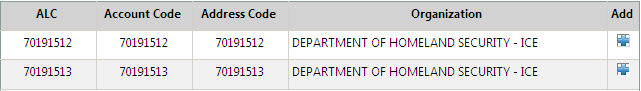 ALC Account Code Address Code Organization Add
70191512 70191512 70191512 DEPARTMENT OF HOMELAND SECURITY - ICE
70191513 70191513 70191513 DEPARTMENT OF HOMELAND SECURITY - ICE